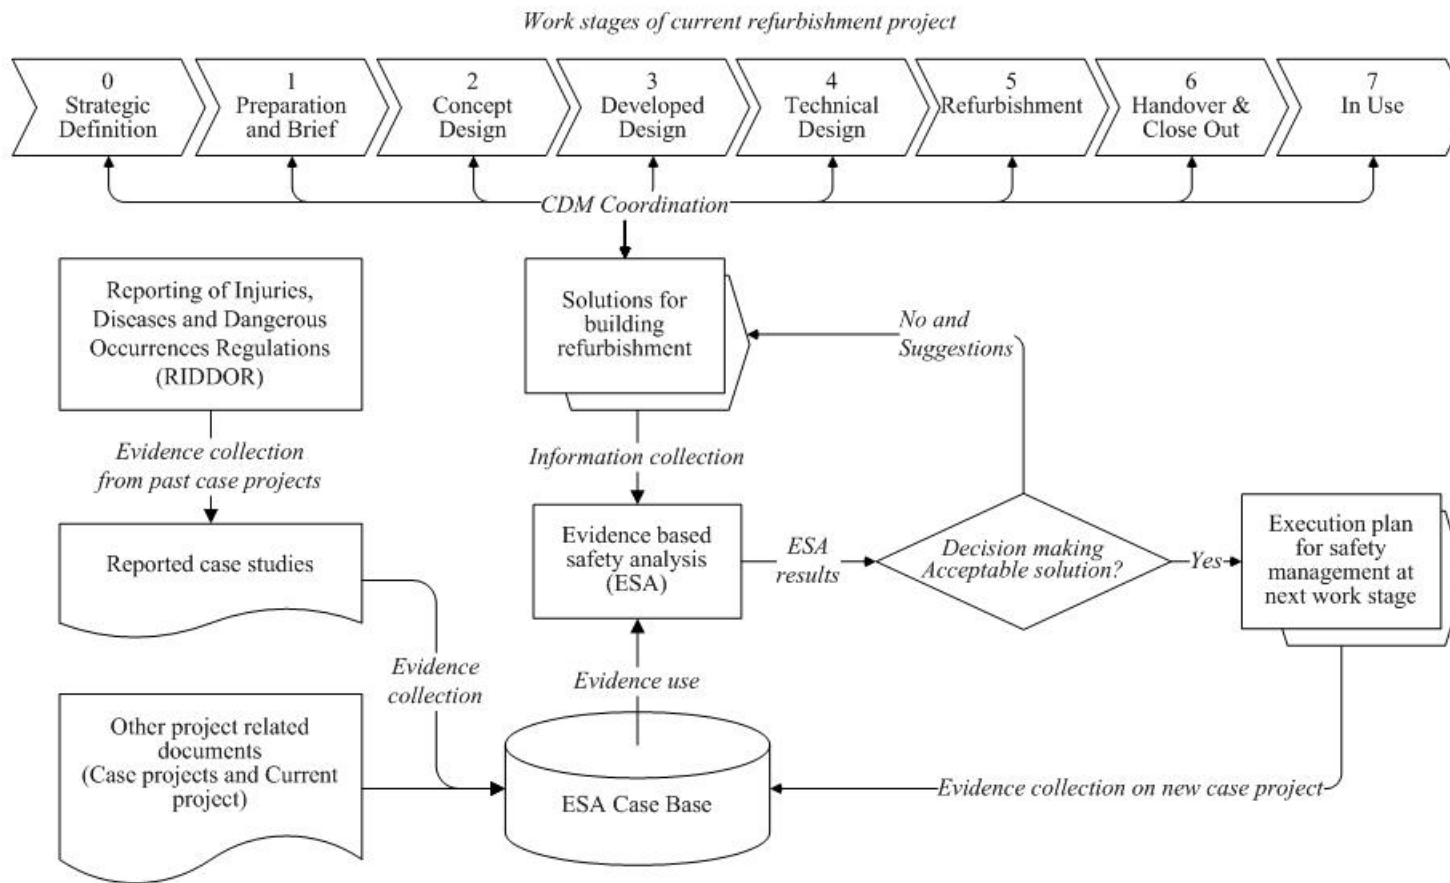 Work stages of current refurbishment project
0
Strategic
Definition
1
Preparation
and Brief
2
Concept
Design
3
Developed
Design
4
Technical
Design
5
Refurbishment
6
Handover &
Close Out
7
In Use
CDM Coordination
Reporting of Injuries,
Diseases and Dangerous
Occurrences Regulations
(RIDDOR)
Solutions for
building
refurbishment
No and
Suggestions
Evidence collection
from past case projects
Information collection
Reported case studies
Evidence based
safety analysis
(ESA)
ESA
results
Decision making
Acceptable solution?
Yes
Execution plan
for safety
management at
next work stage
Evidence
collection
Evidence use
Other project related
documents
(Case projects and Current
project)
ESA Case Base
Evidence collection on new case project